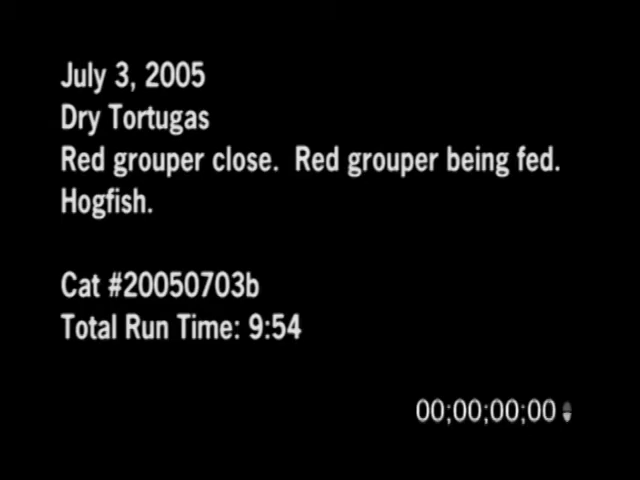 July 3, 2005
Dry Tortugas
Red grouper close.  Red grouper being fed.
Hogfish.
Cat #20050703b
Total Run Time: 9:54
00;00;00;00